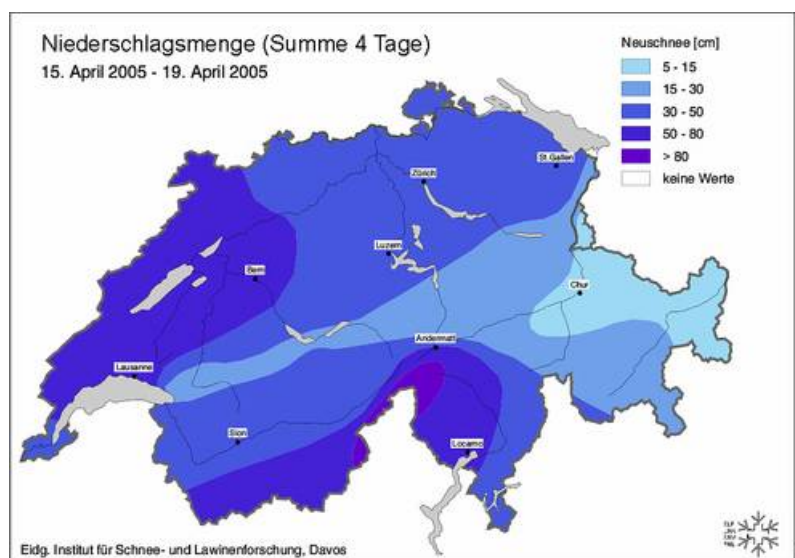 Niederschlagsmenge (Summe 4 Tage)
15. April 2005 - 19. April 2005
Neuschnee [cm]
5 - 15
15 - 30
30 - 50
50 - 80
> 80
keine Werte
St.Gallen
Zürich
Luzern
Bern
Chur
Andermatt
Lausanne
Sion
Locarno
Eidg. Institut für Schnee- und Lawinenforschung, Davos